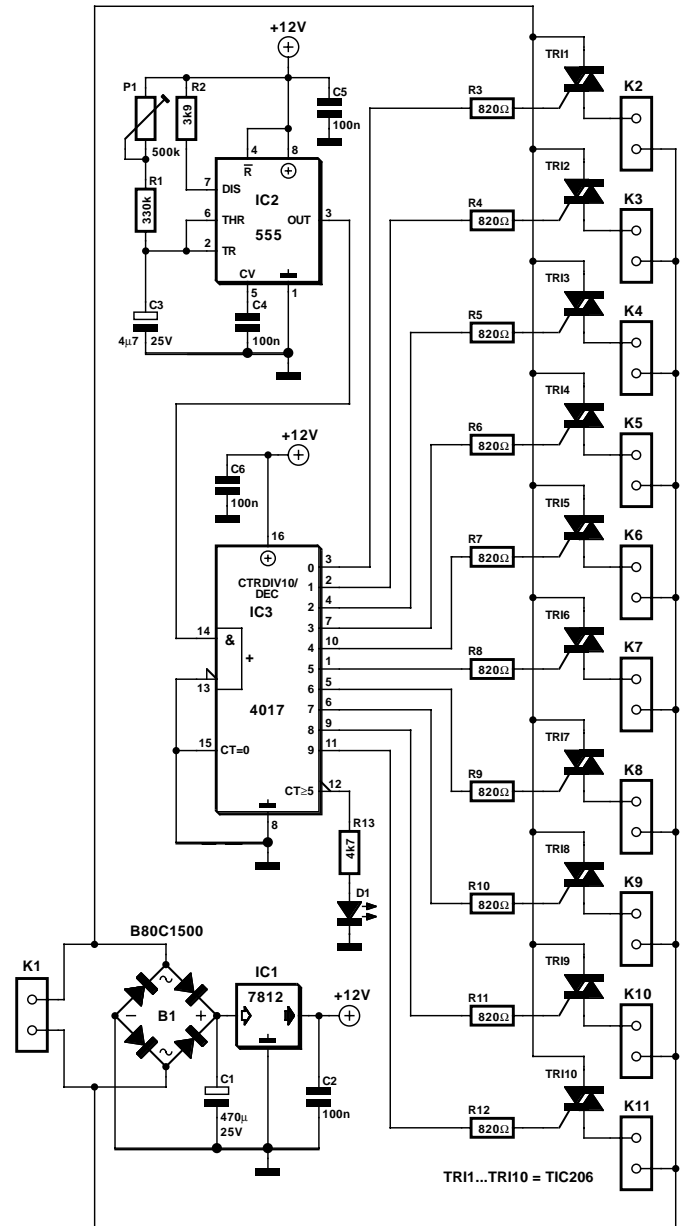 +12V
P1
R2
C5
3k9
100n
500k
4
8
R
R1
330k
7
DIS
IC2
6
THR
OUT
3
555
2
TR
CV
5
1
C3
C4
4µ7
25V
100n
+12V
C6
100n
16
CTRDIV10/
DEC
IC3
14
&
+
13
4017
15
CT=0
CT≥5
12
8
0
3
1
2
2
4
3
7
4
10
5
1
6
5
7
6
8
9
9
11
R13
4k7
D1
B80C1500
K1
~
B1
−
+
~
IC1
7812
+12V
C1
470µ
25V
C2
100n
R3
820Ω
TRI1
K2
R4
820Ω
TRI2
K3
R5
820Ω
TRI3
K4
R6
820Ω
TRI4
K5
R7
820Ω
TRI5
K6
R8
820Ω
TRI6
K7
R9
820Ω
TRI7
K8
R10
820Ω
TRI8
K9
R11
820Ω
TRI9
K10
R12
820Ω
TRI10
K11
TRI1...TRI10 = TIC206